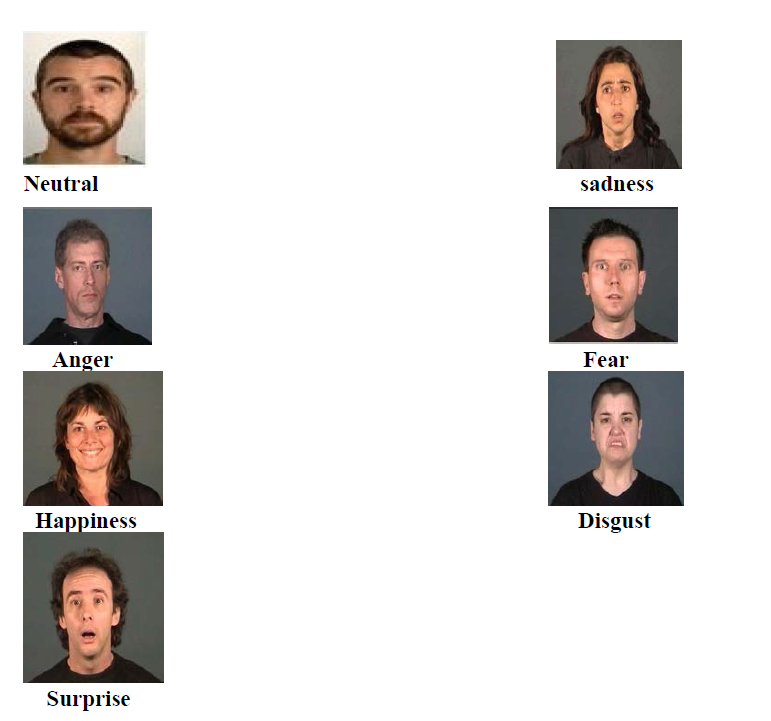 Neutral
sadness
Anger
Fear
Happiness
Disgust
Surprise